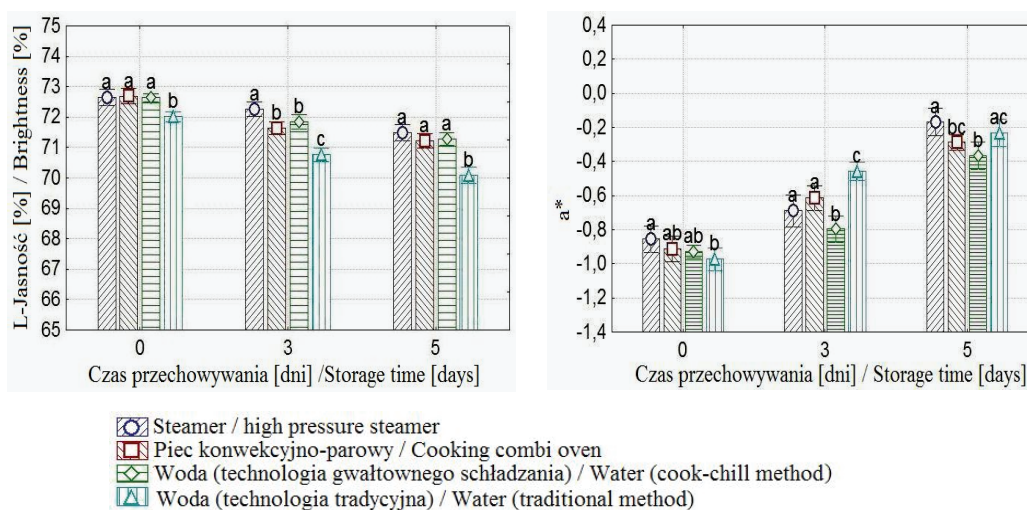 75
74
73
72
71
70
69
68
67
66
65
L-Jasność [%] / Brightness [%]
a a a b
a b b c
a a a b
0 3 5
Czas przechowywania [dni] /Storage time [days]
0,4
0,2
0,0
-0,2
-0,4
-0,6
-0,8
-1,0
-1,2
-1,4
a*
a ab ab b
a a a c
a bc b ac
0 3 5
Czas przechowywania [dni] / Storage time [days]
Steamer / high pressure steamer
Piec konwekcyjno-parowy / Cooking combi oven
Woda (technologia gwałtownego schładzania) / Water (cook-chill method)
Woda (technologia tradycyjna) / Water (traditional method)